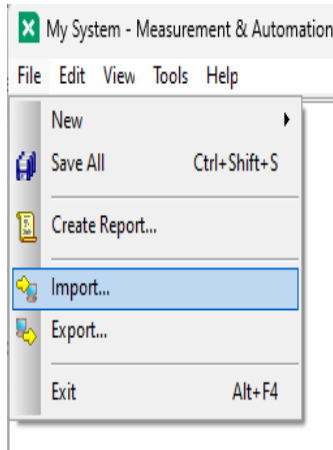 My System - Measurement & Automation
File Edit View Tools Help
New
Save All Ctrl+Shift+S
Create Report...
Import...
Export...
Exit Alt+F4